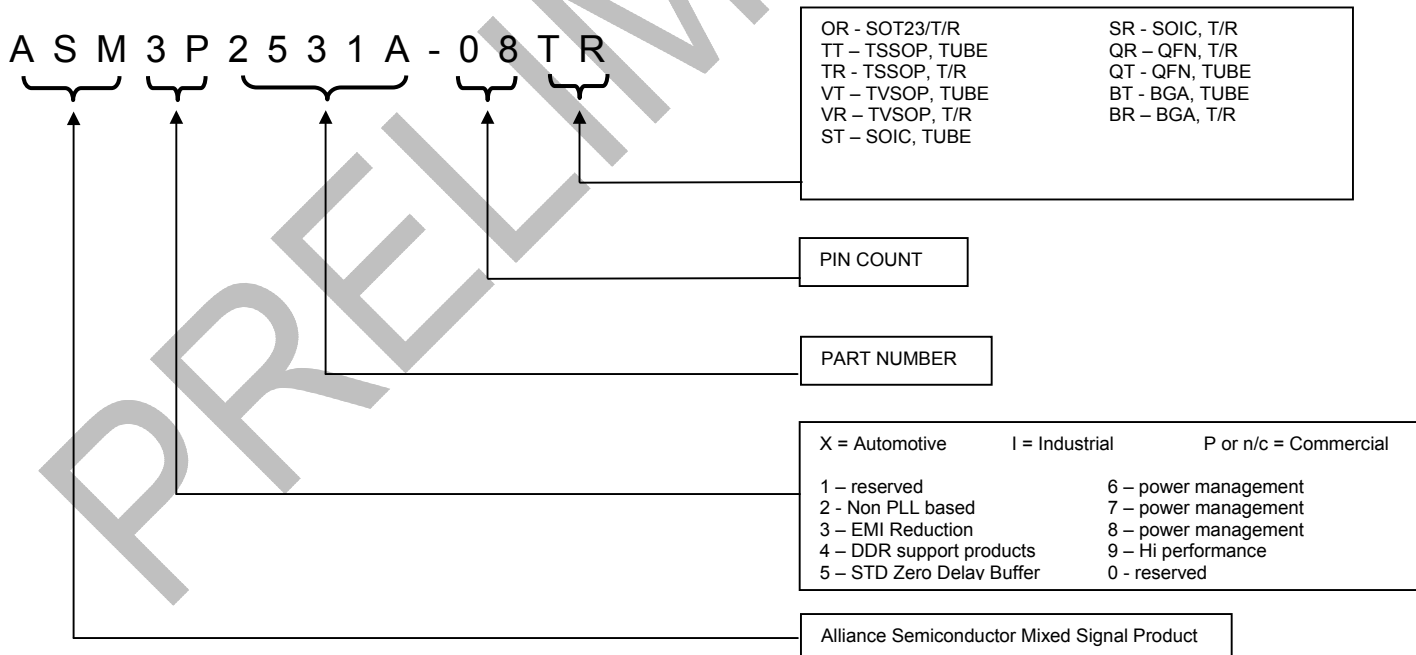 ASM3P2531A-08TR
OR - SOT23/T/R
TT – TSSOP, TUBE
TR - TSSOP, T/R
VT – TVSOP, TUBE
VR – TVSOP, T/R
ST – SOIC, TUBE
SR - SOIC, T/R
QR – QFN, T/R
QT - QFN, TUBE
BT - BGA, TUBE
BR – BGA, T/R
PIN COUNT
PART NUMBER
X = Automotive I = Industrial P or n/c = Commercial
1 – reserved
2 - Non PLL based
3 – EMI Reduction
4 – DDR support products
5 – STD Zero Delay Buffer
6 – power management
7 – power management
8 – power management
9 – Hi performance
0 - reserved
Alliance Semiconductor Mixed Signal Product
PRELIM